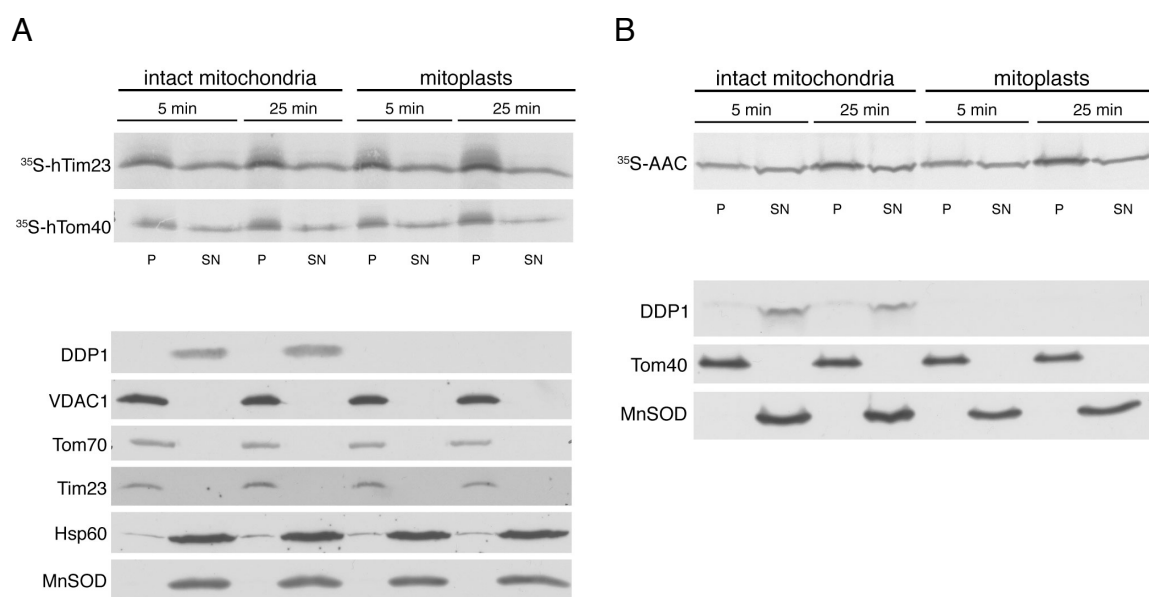 A
intact mitochondria mitoplasts
5 min 25 min 5 min 25 min
³⁵S-hTim23
³⁵S-hTom40
P SN P SN P SN P SN
DDP1
VDAC1
Tom70
Tim23
Hsp60
MnSOD
B
intact mitochondria mitoplasts
5 min 25 min 5 min 25 min
³⁵S-AAC
P SN P SN P SN P SN
DDP1
Tom40
MnSOD